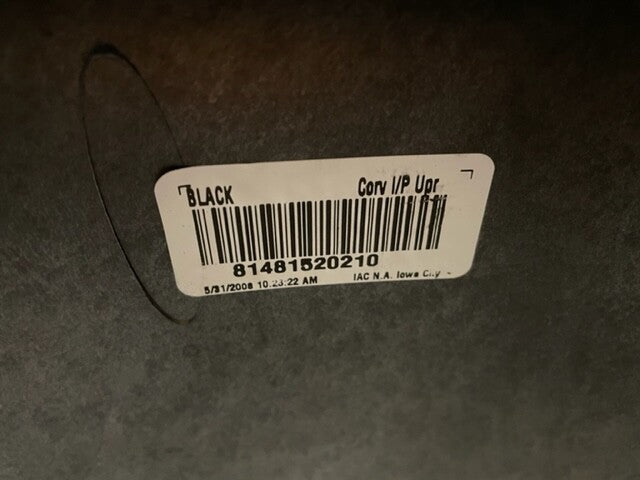 BLACK Corv I/P Upr
81481520210
5/31/2008 10:23:22 AM IAC N.A. Iowa City